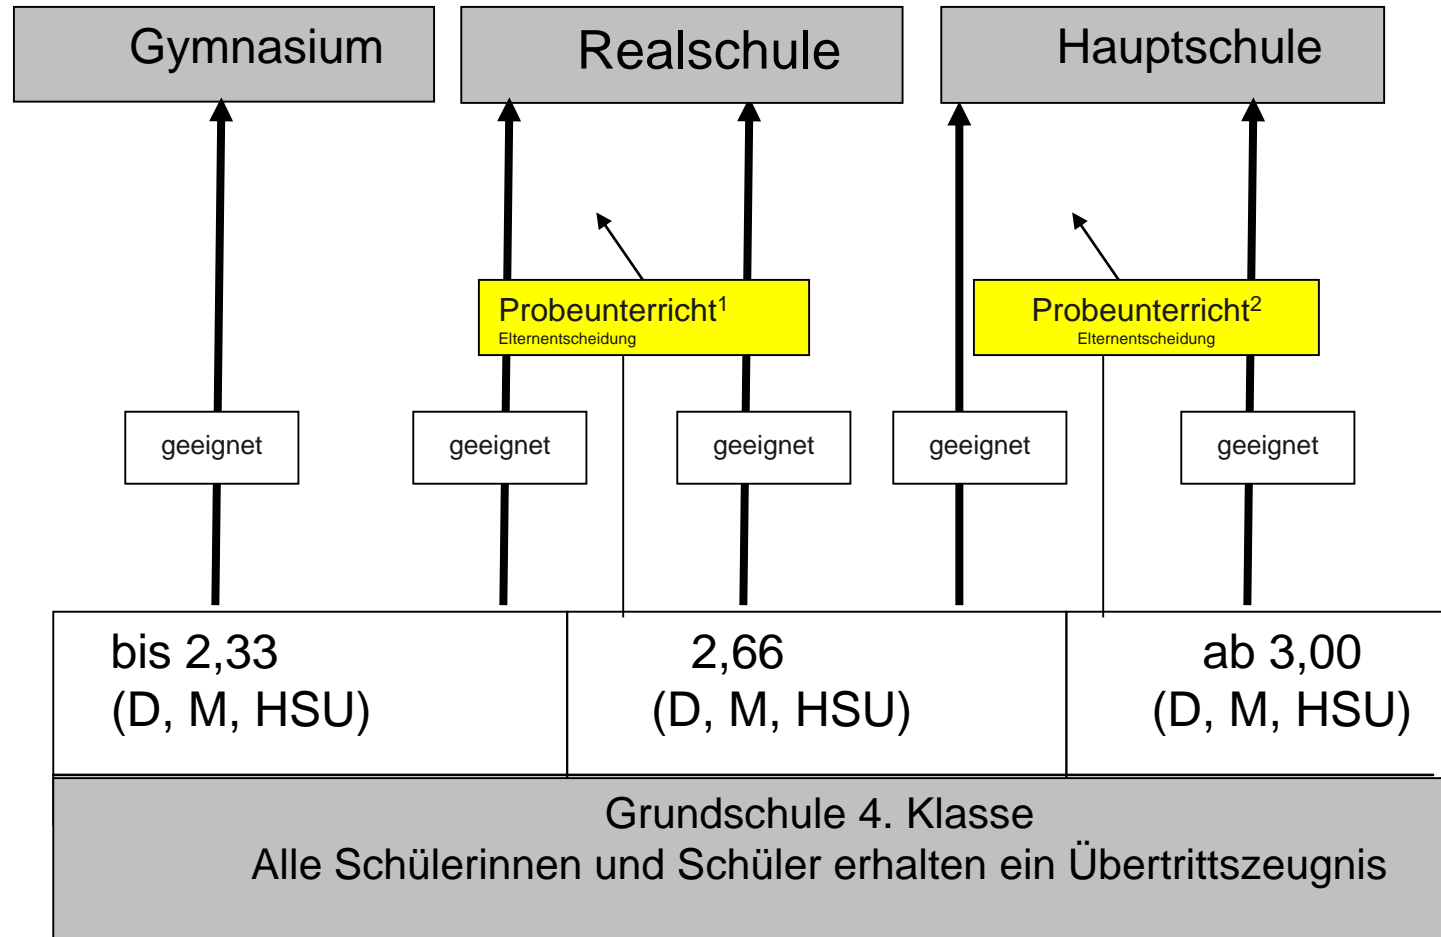 Gymnasium
Realschule
Hauptschule
Probeunterricht¹
Elternentscheidung
Probeunterricht²
Elternentscheidung
geeignet
geeignet
geeignet
geeignet
geeignet
bis 2,33
(D, M, HSU)
2,66
(D, M, HSU)
ab 3,00
(D, M, HSU)
Grundschule 4. Klasse
Alle Schülerinnen und Schüler erhalten ein Übertrittszeugnis